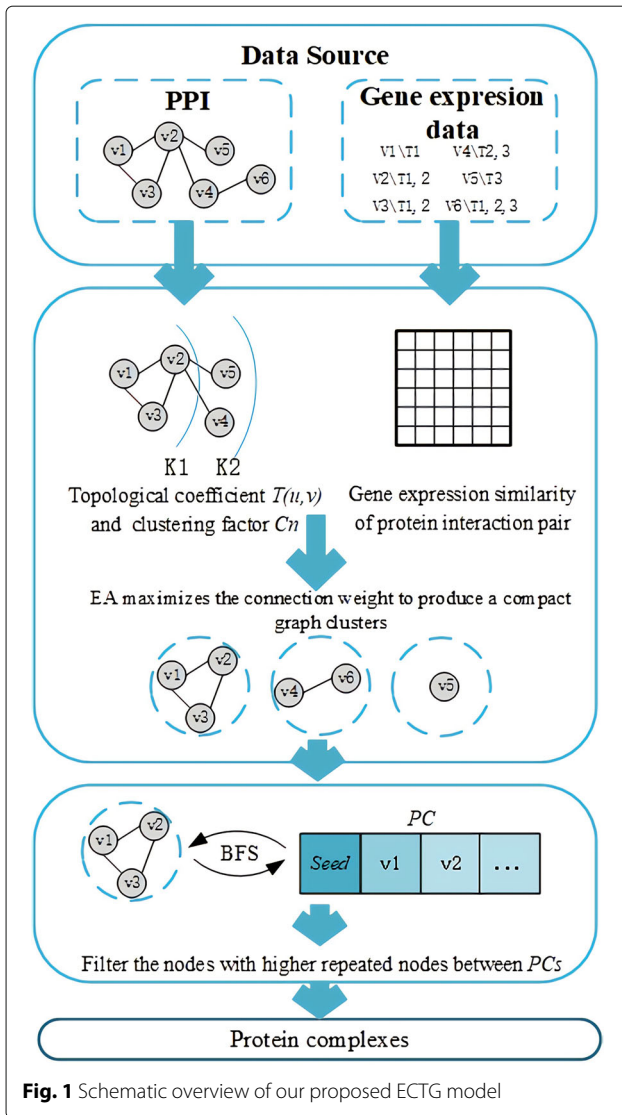 Data Source
PPI
v1
v2
v5
v3
v4
v6
Gene expresion
data
V1\T1 V4\T2, 3
V2\T1, 2 V5\T3
V3\T1, 2 V6\T1, 2, 3
v1
v2
v5
v3
v4
K1 K2
Topological coefficient T(u,v)
and clustering factor Cn
Gene expression similarity
of protein interaction pair
EA maximizes the connection weight to produce a compact
graph clusters
v1
v2
v3
v4
v6
v5
v1
v2
v3
BFS
PC
Seed v1 v2 ...
Filter the nodes with higher repeated nodes between PCs
Protein complexes
Fig. 1 Schematic overview of our proposed ECTG model